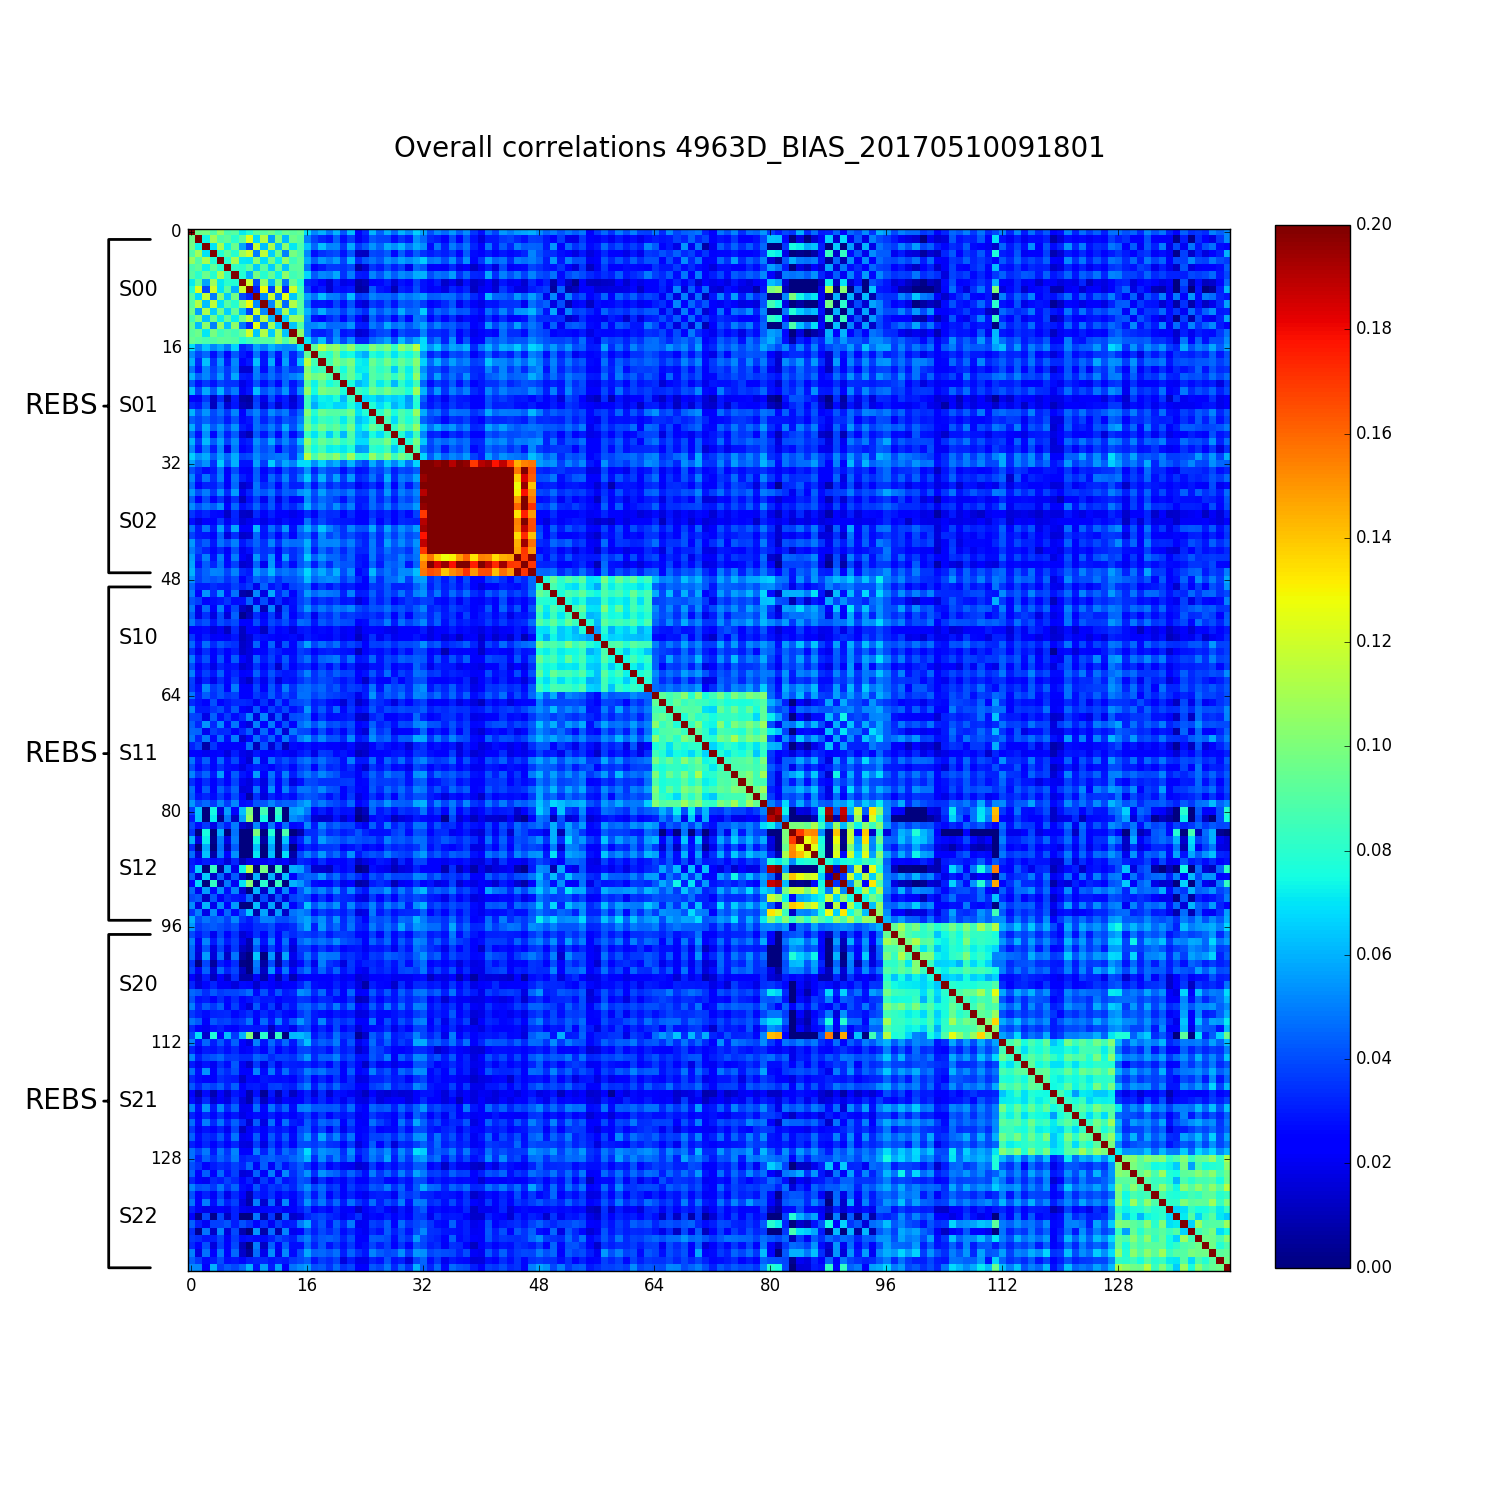 Overall correlations 4963D_BIAS_20170510091801
0
16
32
48
64
80
96
112
128
REBS
S00
S01
S02
REBS
S10
S11
S12
REBS
S20
S21
S22
0 16 32 48 64 80 96 112 128
0.20
0.18
0.16
0.14
0.12
0.10
0.08
0.06
0.04
0.02
0.00